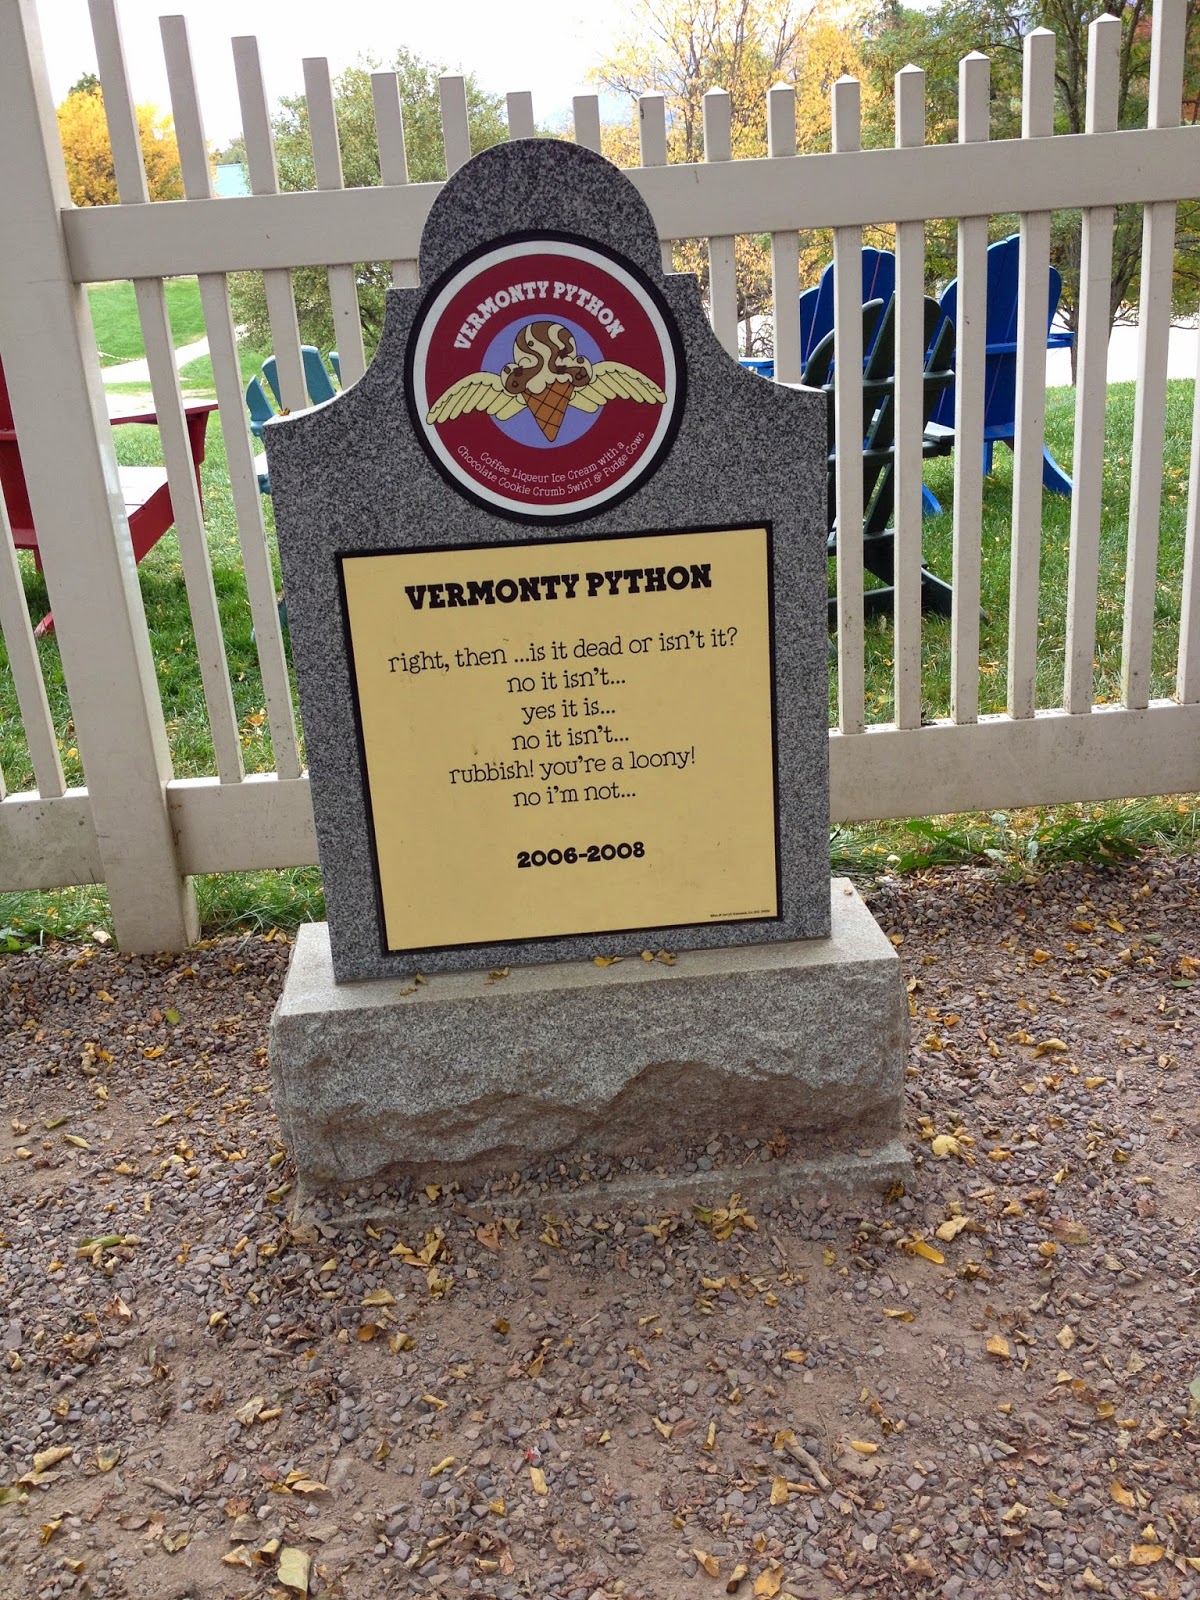 VERMONTY PYTHON
Coffee Liqueur Ice Cream with a
Chocolate Cookie Crumb Swirl & Fudge Cows
VERMONTY PYTHON
right, then ...is it dead or isn't it?
no it isn't...
yes it is...
no it isn't...
rubbish! you're a loony!
no i'm not...
2006-2008